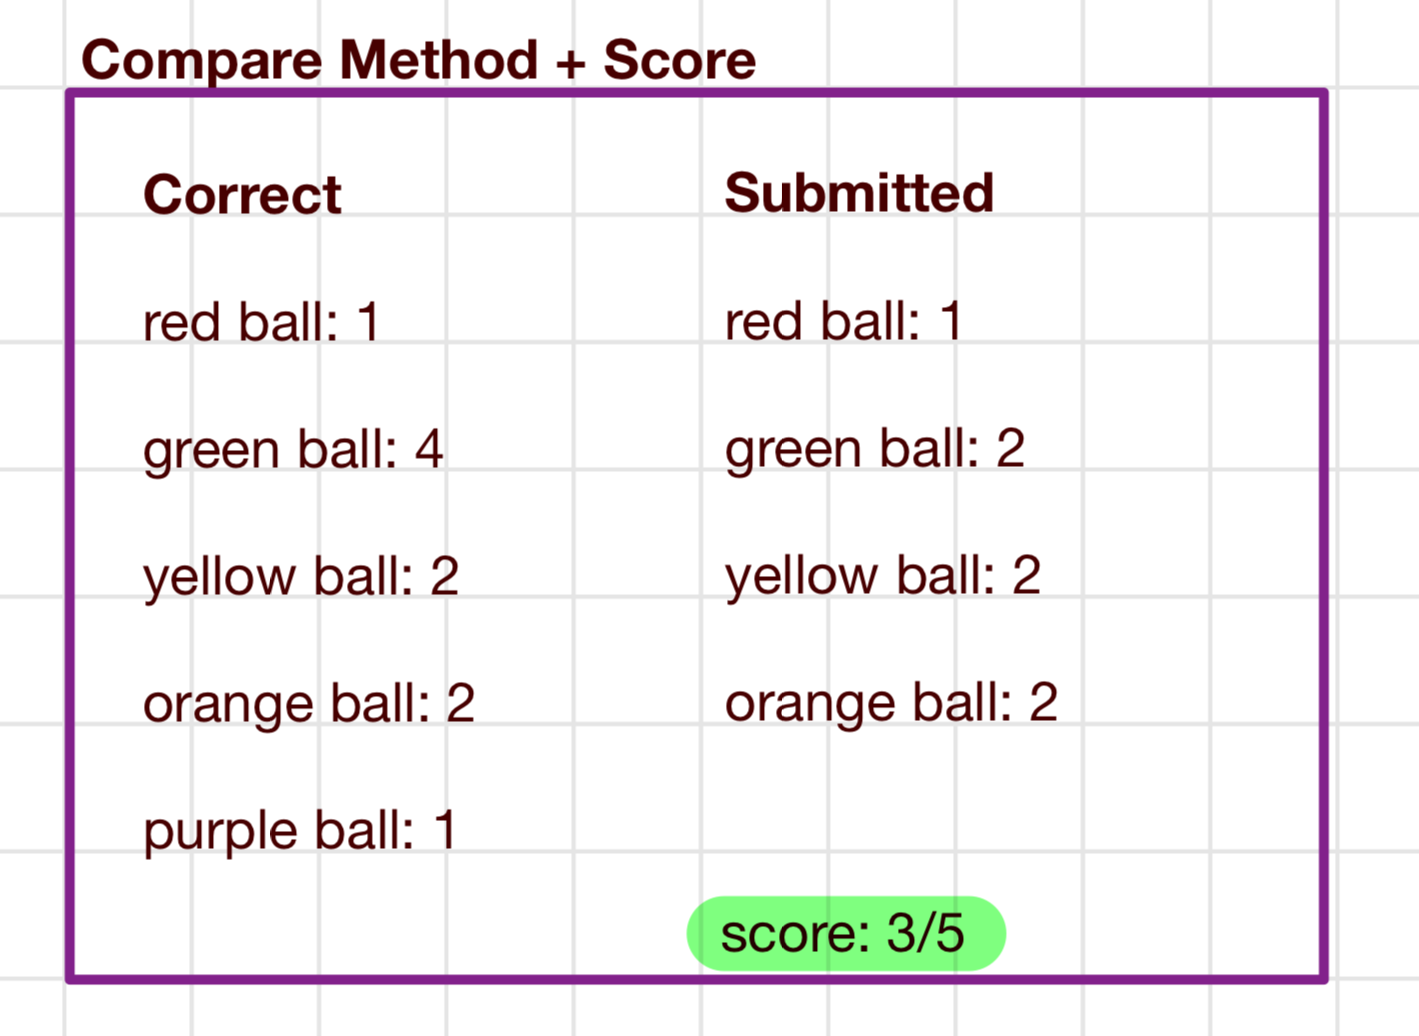 Compare Method + Score
Correct
Submitted
red ball: 1
red ball: 1
green ball: 4
green ball: 2
yellow ball: 2
yellow ball: 2
orange ball: 2
orange ball: 2
purple ball: 1
score: 3/5